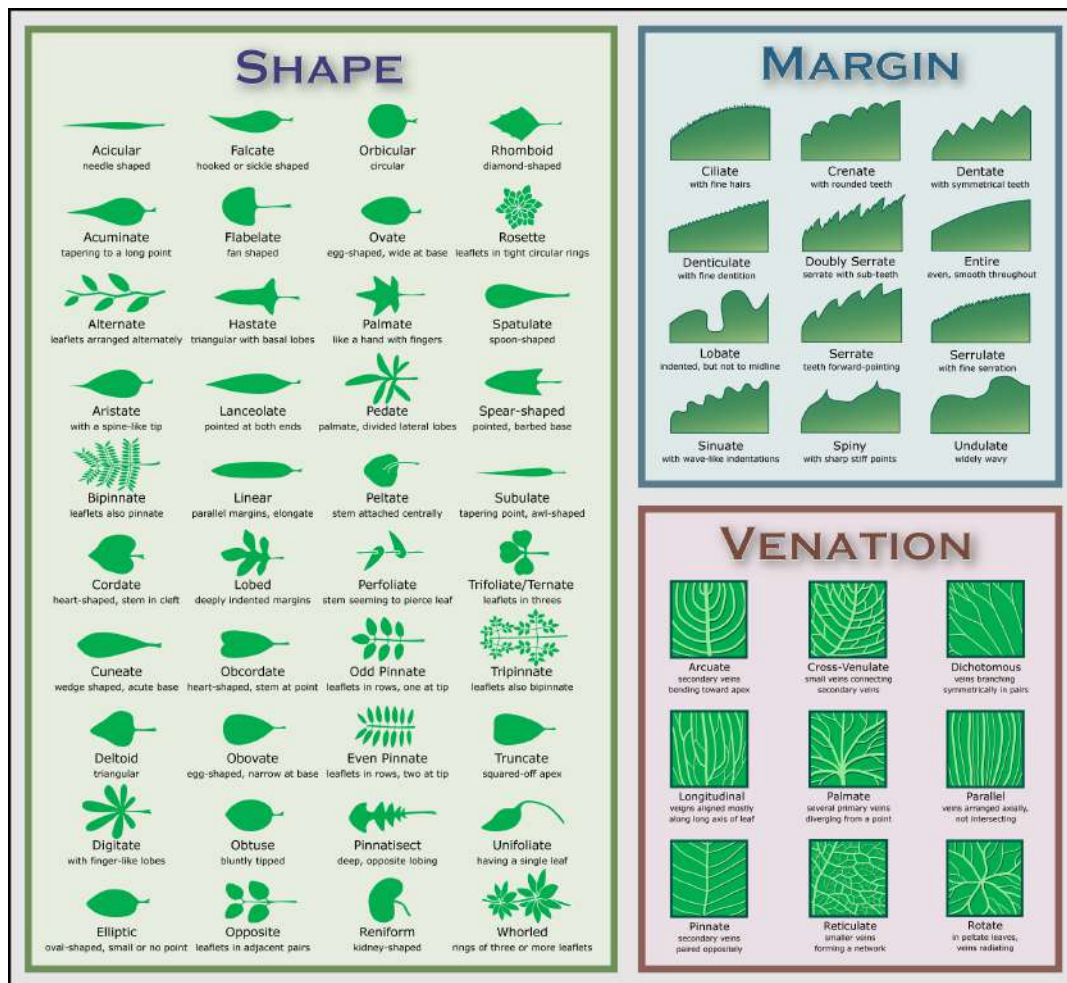 SHAPE
Acicular
needle shaped
Falcate
hooked or sickle shaped
Orbicular
circular
Rhomboid
diamond-shaped
Acuminate
tapering to a long point
Flabelate
fan shaped
Ovate
egg-shaped, wide at base
Rosette
leaflets in tight circular rings
Alternate
leaflets arranged alternately
Hastate
triangular with basal lobes
Palmate
like a hand with fingers
Spatulate
spoon-shaped
Aristate
with a spine-like tip
Lanceolate
pointed at both ends
Pedate
palmate, divided lateral lobes
Spear-shaped
pointed, barbed base
Bipinnate
leaflets also pinnate
Linear
parallel margins, elongate
Peltate
stem attached centrally
Subulate
tapering point, awl-shaped
Cordate
heart-shaped, stem in cleft
Lobed
deeply indented margins
Perfoliate
stem seeming to pierce leaf
Trifoliate/Ternate
leaflets in threes
Cuneate
wedge shaped, acute base
Obcordate
heart-shaped, stem at point
Odd Pinnate
leaflets in rows, one at tip
Tripinnate
leaflets also bipinnate
Deltoid
triangular
Obovate
egg-shaped, narrow at base
Even Pinnate
leaflets in rows, two at tip
Truncate
squared-off apex
Digitate
with finger-like lobes
Obtuse
bluntly tipped
Pinnatisect
deep, opposite lobing
Unifoliate
having a single leaf
Elliptic
oval-shaped, small or no point
Opposite
leaflets in adjacent pairs
Reniform
kidney-shaped
Whorled
rings of three or more leaflets
MARGIN
Ciliate
with fine hairs
Crenate
with rounded teeth
Dentate
with symmetrical teeth
Denticulate
with fine dentition
Doubly Serrate
serrate with sub-teeth
Entire
even, smooth throughout
Lobate
indented, but not to midline
Serrate
teeth forward-pointing
Serrulate
with fine serration
Sinuate
with wave-like indentations
Spiny
with sharp stiff points
Undulate
widely wavy
VENATION
Arcuate
secondary veins
bending toward apex
Cross-Venulate
small veins connecting
secondary veins
Dichotomous
veins branching
symmetrically in pairs
Longitudinal
veigns aligned mostly
along long axis of leaf
Palmate
several primary veins
diverging from a point
Parallel
veins arranged axially,
not intersecting
Pinnate
secondary veins
paired oppositely
Reticulate
smaller veins
forming a network
Rotate
in peltate leaves,
veins radiating